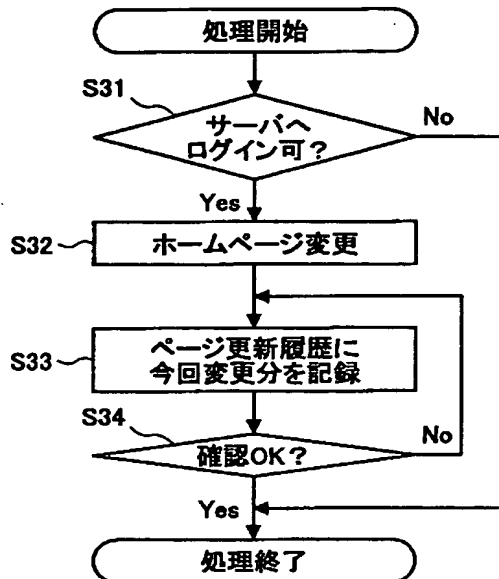 処理開始
S31
サーバへ
ログイン可？
No
Yes
S32
ホームページ変更
S33
ページ更新履歴に
今回変更分を記録
S34
確認OK？
No
Yes
処理終了